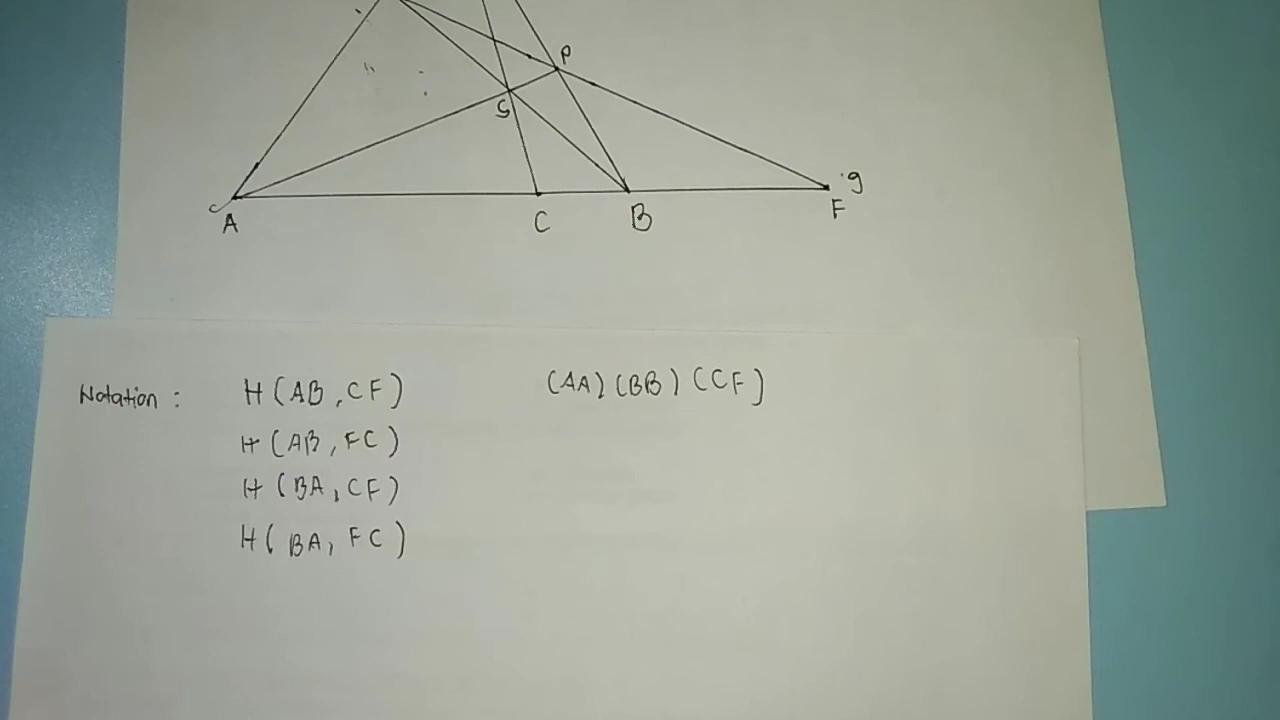 P
S
g
A C B F
Notation : H (AB , CF) (AA) (BB) (CF)
H (AB , FC)
H (BA , CF)
H( BA, FC )